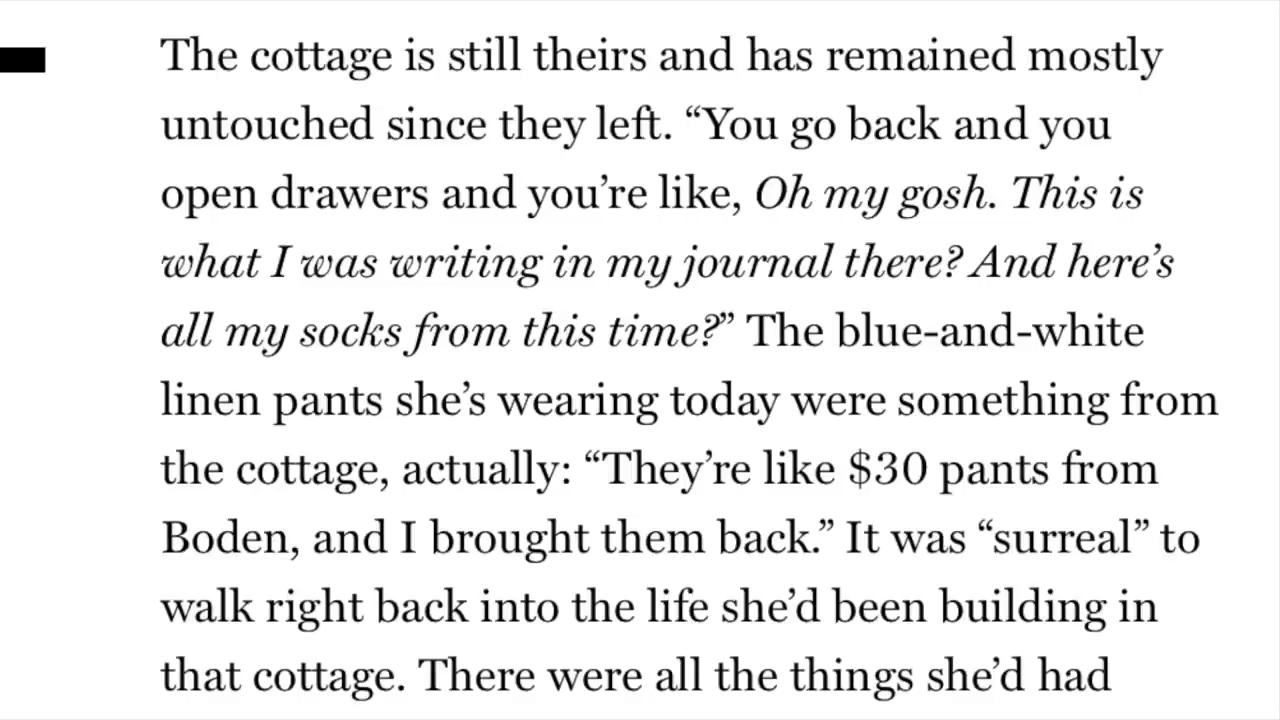 The cottage is still theirs and has remained mostly
untouched since they left. “You go back and you
open drawers and you’re like, Oh my gosh. This is
what I was writing in my journal there? And here’s
all my socks from this time?” The blue-and-white
linen pants she’s wearing today were something from
the cottage, actually: “They’re like $30 pants from
Boden, and I brought them back.” It was “surreal” to
walk right back into the life she’d been building in
that cottage. There were all the things she’d had